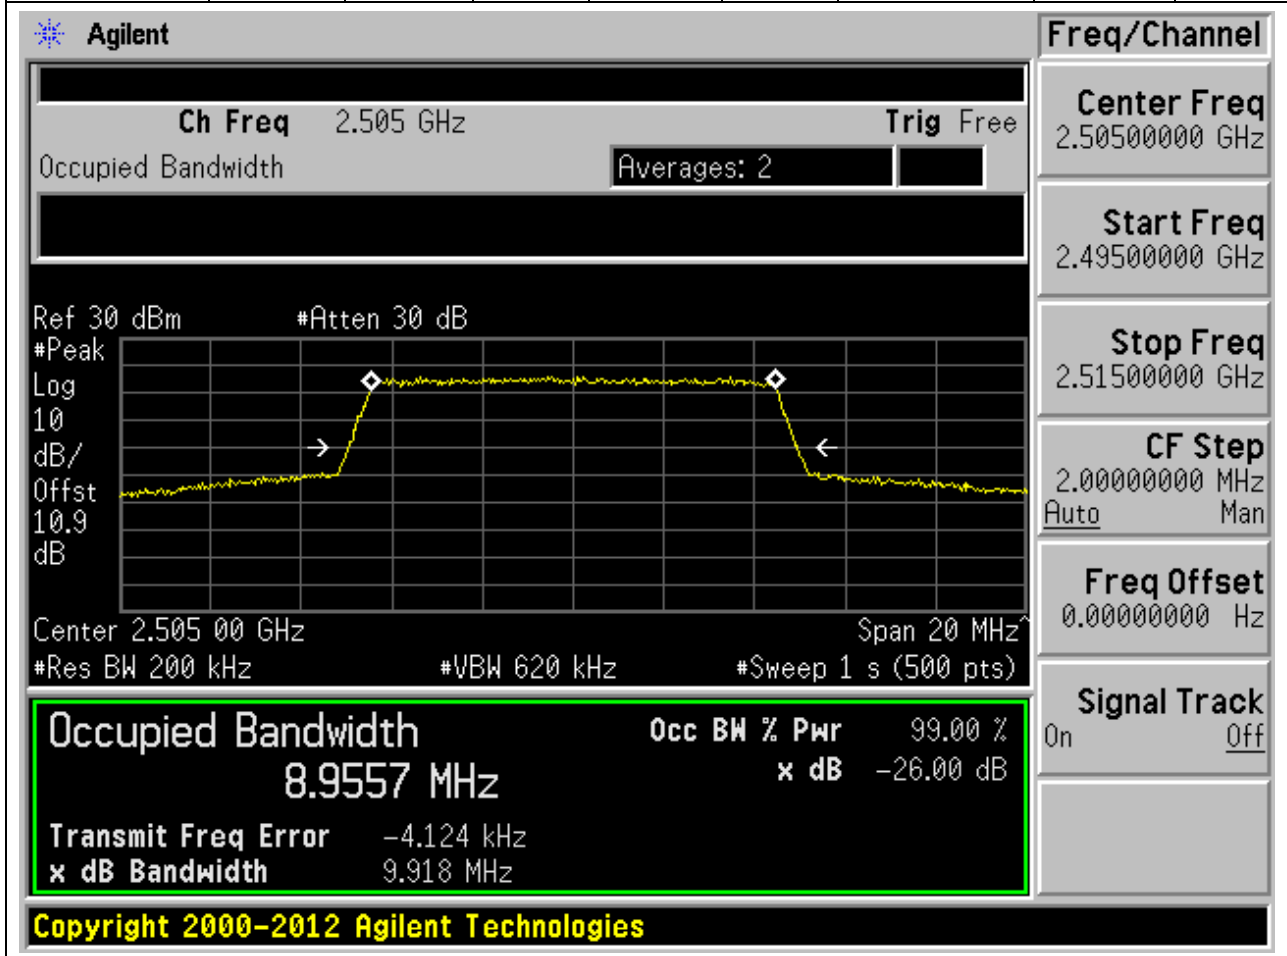 Agilent
Freq/Channel
Ch Freq 2.505 GHz Trig Free
Occupied Bandwidth Averages: 2
Center Freq
2.50500000 GHz
Start Freq
2.49500000 GHz
Stop Freq
2.51500000 GHz
CF Step
2.00000000 MHz
Auto Man
Freq Offset
0.00000000 Hz
Signal Track
On Off
Ref 30 dBm #Atten 30 dB
#Peak
Log
10
dB/
Offst
10.9
dB
Center 2.505 00 GHz Span 20 MHz^
#Res BW 200 kHz #VBW 620 kHz #Sweep 1 s (500 pts)
Occupied Bandwidth Occ BW % Pwr 99.00 %
8.9557 MHz x dB -26.00 dB
Transmit Freq Error -4.124 kHz
x dB Bandwidth 9.918 MHz
Copyright 2000-2012 Agilent Technologies